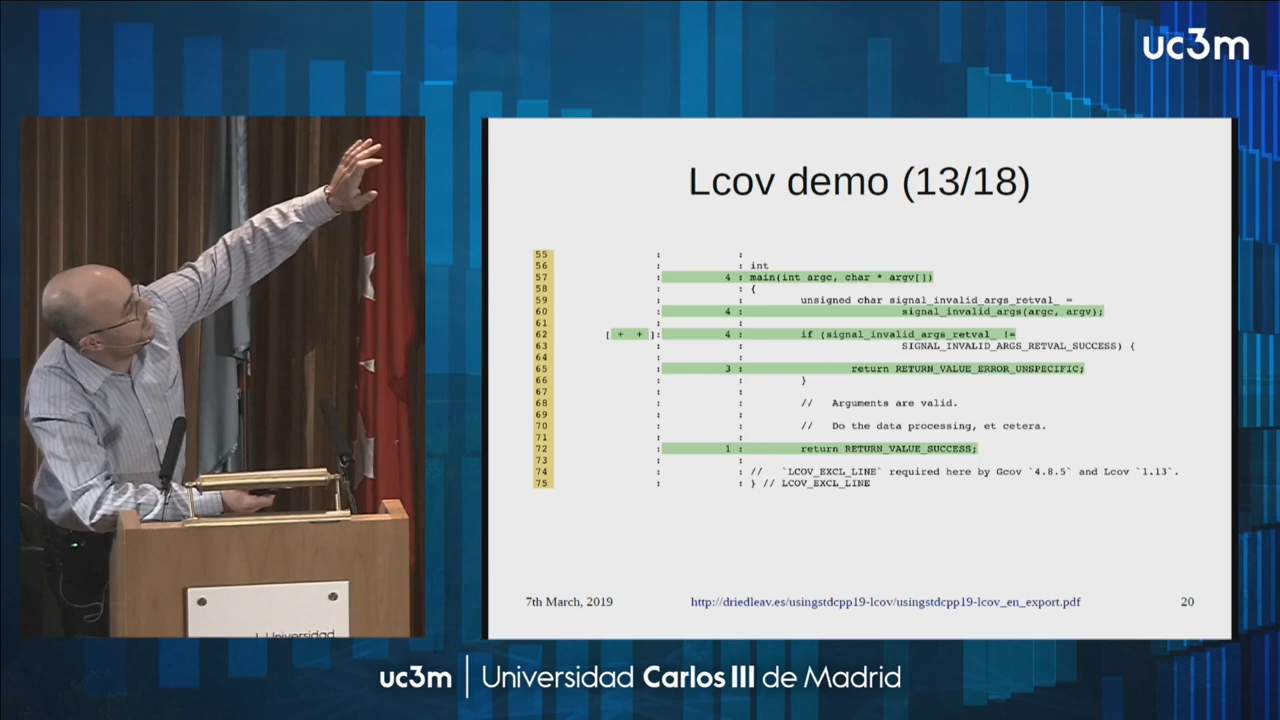 uc3m
Lcov demo (13/18)
55 : :
56 : : int
57 : 4 : main(int argc, char * argv[])
58 : : {
59 : : unsigned char signal_invalid_args_retval_ =
60 : 4 : signal_invalid_args(argc, argv);
61 : :
62 [ + + ]: 4 : if (signal_invalid_args_retval_ !=
63 : : SIGNAL_INVALID_ARGS_RETVAL_SUCCESS) {
64 : :
65 : 3 : return RETURN_VALUE_ERROR_UNSPECIFIC;
66 : : }
67 : :
68 : : // Arguments are valid.
69 : :
70 : : // Do the data processing, et cetera.
71 : :
72 : 1 : return RETURN_VALUE_SUCCESS;
73 : :
74 : : // `LCOV_EXCL_LINE` required here by Gcov `4.8.5` and Lcov `1.13`.
75 : : } // LCOV_EXCL_LINE
7th March, 2019 http://driedleav.es/usingstdcpp19-lcov/usingstdcpp19-lcov_en_export.pdf 20
Universidad
uc3m | Universidad Carlos III de Madrid